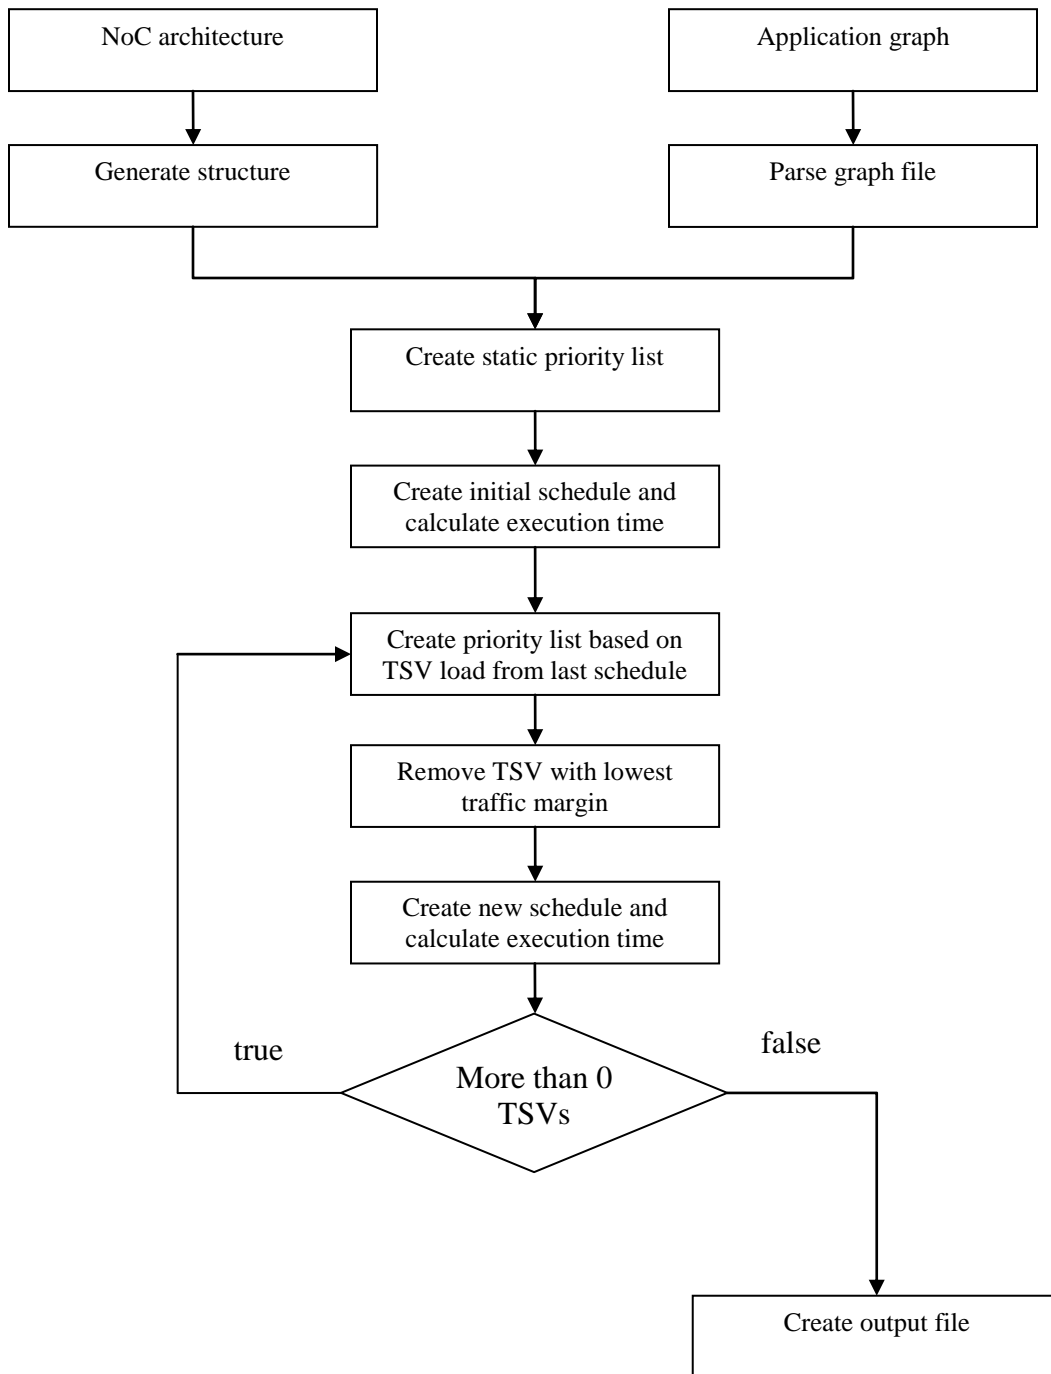 NoC architecture
Application graph
Generate structure
Parse graph file
Create static priority list
Create initial schedule and
calculate execution time
Create priority list based on
TSV load from last schedule
Remove TSV with lowest
traffic margin
Create new schedule and
calculate execution time
true
false
More than 0
TSVs
Create output file